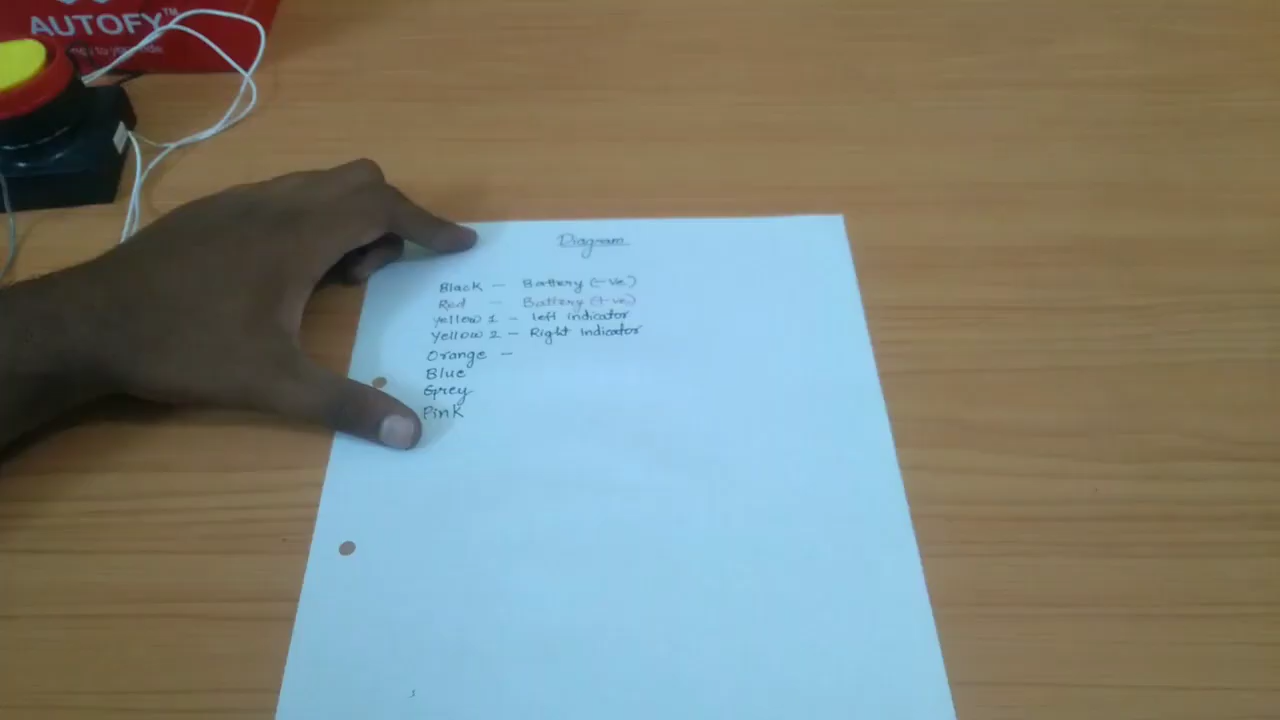 AUTOFY™
Diagram
Black - Battery (-ve)
Red - Battery (+ve)
Yellow 1 - left indicator
Yellow 2 - Right Indicator
Orange -
Blue
Grey
Pink